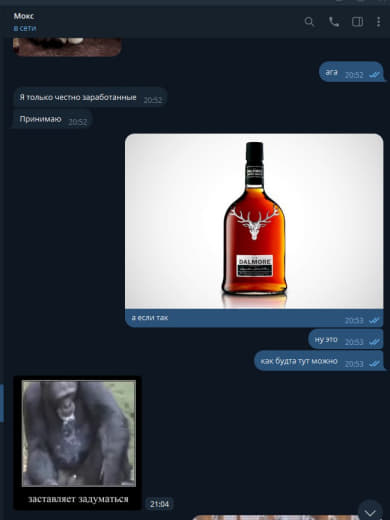 Мокс
в сети
ага 20:52
Я только честно заработанные 20:52
Принимаю 20:52
THE
DALMORE
а если так 20:53
ну это 20:53
как будта тут можно 20:53
заставляет задуматься
21:04